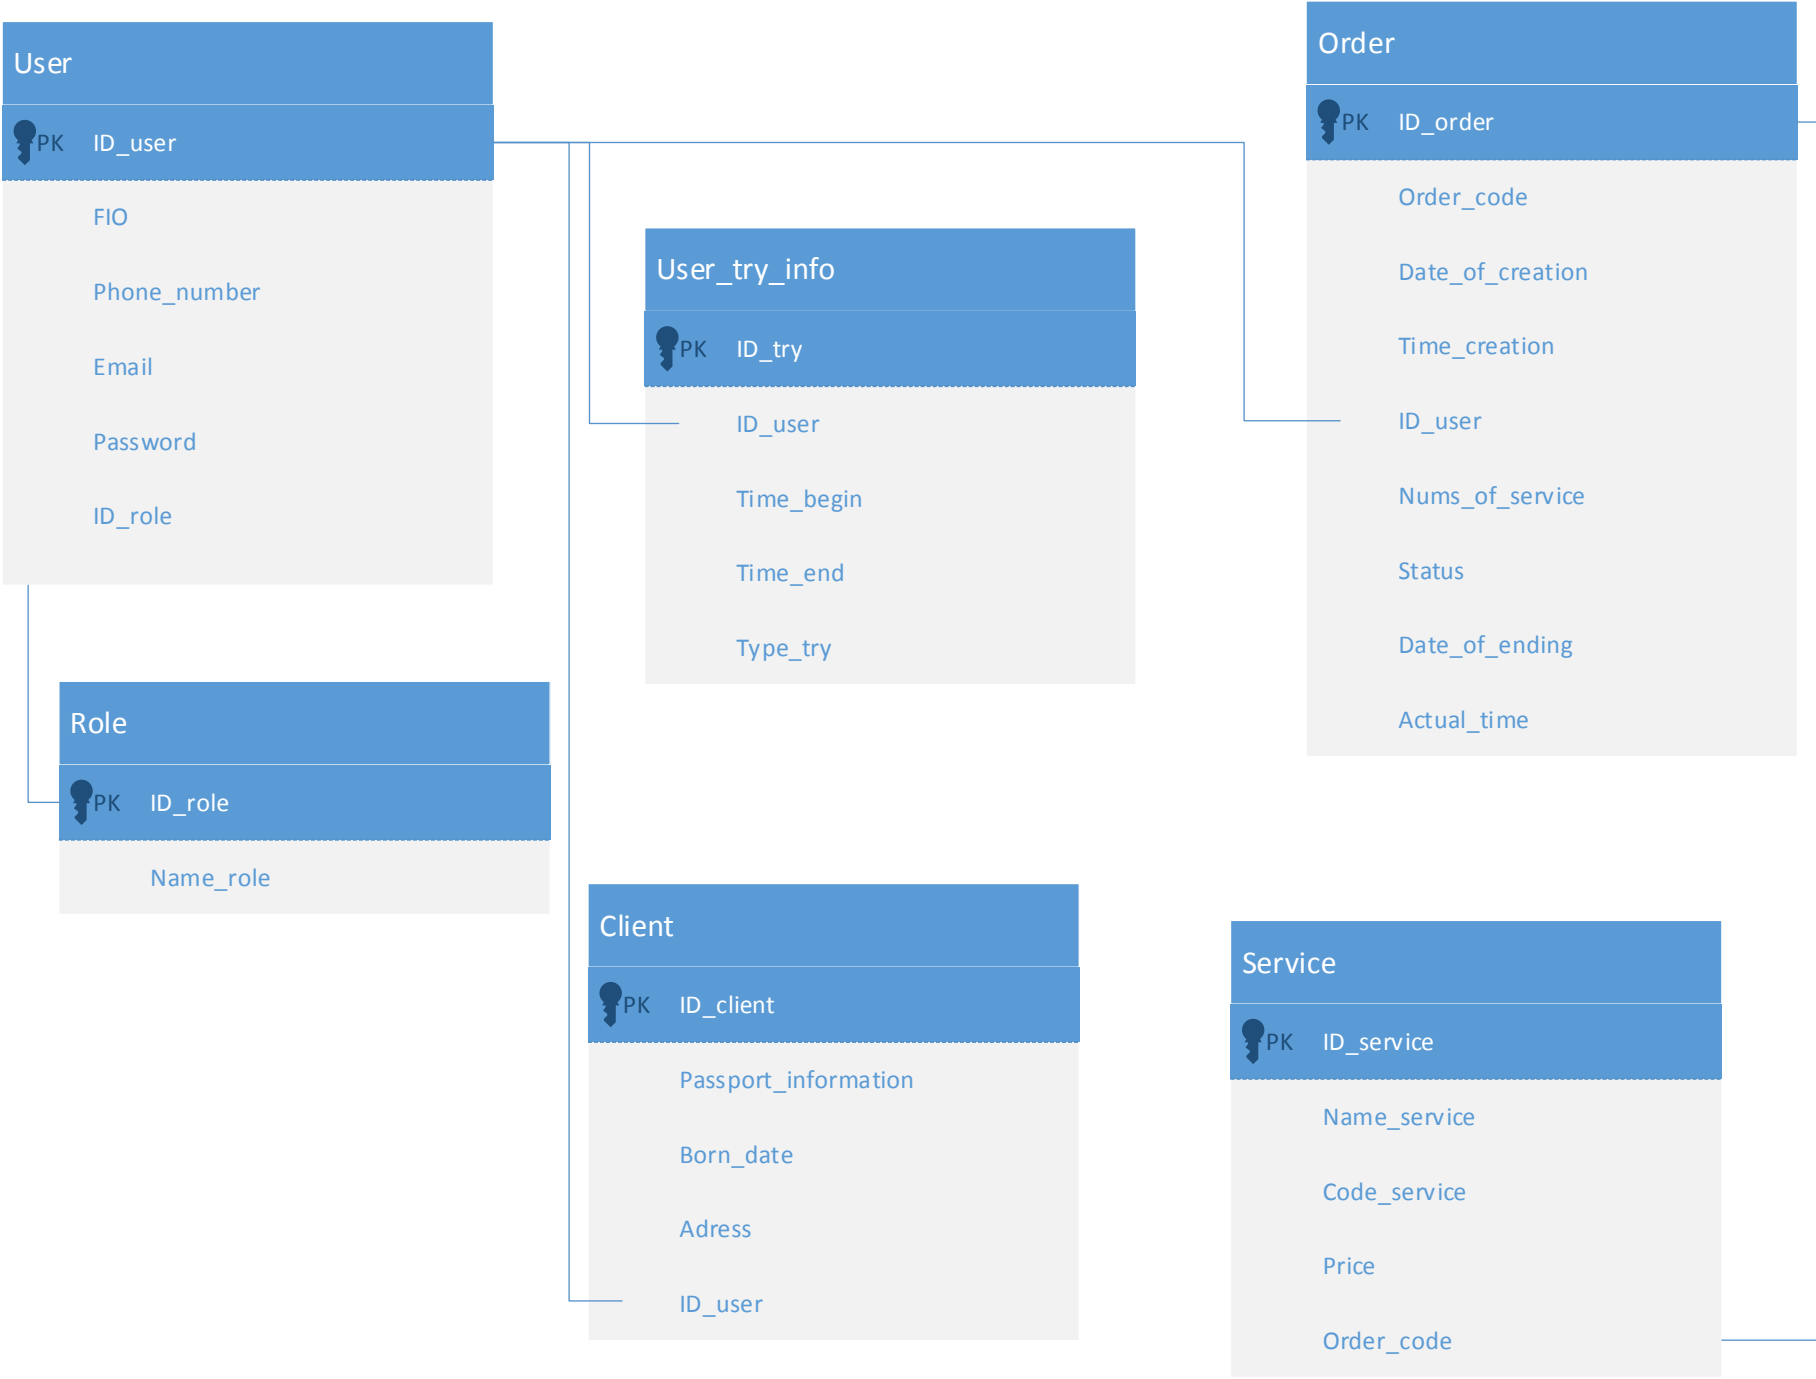 User
PK ID_user
FIO
Phone_number
Email
Password
ID_role
Role
PK ID_role
Name_role
User_try_info
PK ID_try
ID_user
Time_begin
Time_end
Type_try
Client
PK ID_client
Passport_information
Born_date
Adress
ID_user
Order
PK ID_order
Order_code
Date_of_creation
Time_creation
ID_user
Nums_of_service
Status
Date_of_ending
Actual_time
Service
PK ID_service
Name_service
Code_service
Price
Order_code